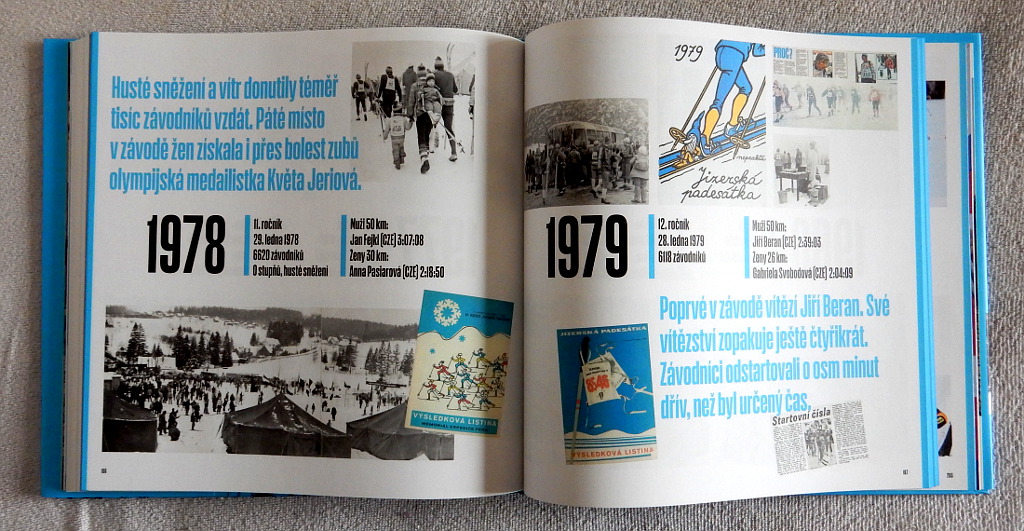 Husté sněžení a vítr donutily téměř
tisíc závodníků vzdát. Páté místo
v závodě žen získala i přes bolest zubů
olympijská medailistka Květa Jeriová.
1978
11. ročník
29. ledna 1978
6620 závodníků
0 stupňů, husté sněžení
Muži 50 km:
Jan Fejkl (CZE) 3:07:08
Ženy 30 km:
Anna Pasiarová (CZE) 2:18:50
VÝSLEDKOVÁ LISTINA
1979
Jizerská
padesátka
PROČ?
1979
12. ročník
28. ledna 1979
6118 závodníků
Muži 50 km:
Jiří Beran (CZE) 2:39:03
Ženy 26 km:
Gabriela Svobodová (CZE) 2:04:09
Poprvé v závodě vítězí Jiří Beran. Své
vítězství zopakuje ještě čtyřikrát.
Závodníci odstartovali o osm minut
dřív, než byl určený čas.
JIZERSKÁ PADESÁTKA
VÝSLEDKOVÁ LISTINA
Startovní čísla